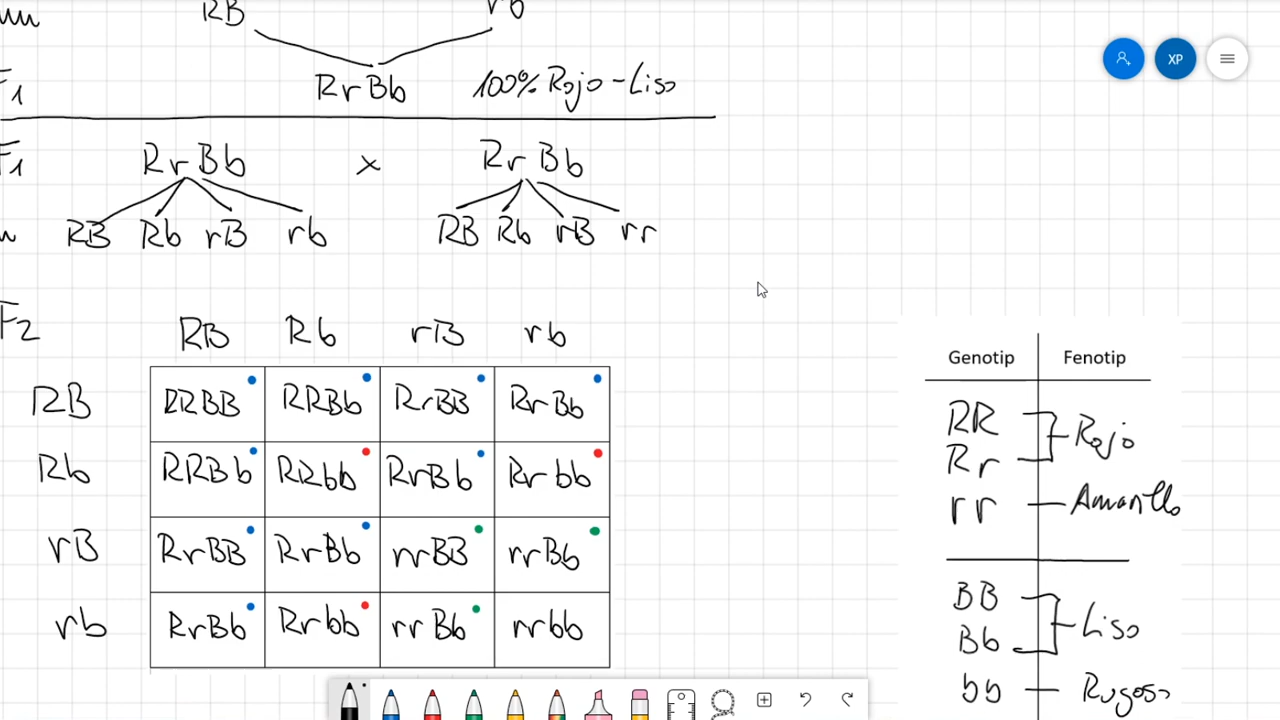 RB rb
XP
F1 RrBb 100% Rojo - Liso
F1 RrBb x RrBb
RB Rb rB rb RB Rb rB rr
F2 RB Rb rB rb
RB RRBB RRBb RrBB RrBb
Rb RRBb RRbb RrBb Rrbb
rB RrBB RrBb rrBB rrBb
rb RrBb Rrbb rrBb rrbb
Genotip Fenotip
RR
Rr
Rojo
rr Amarillo
BB
Bb
Liso
bb Rugoso